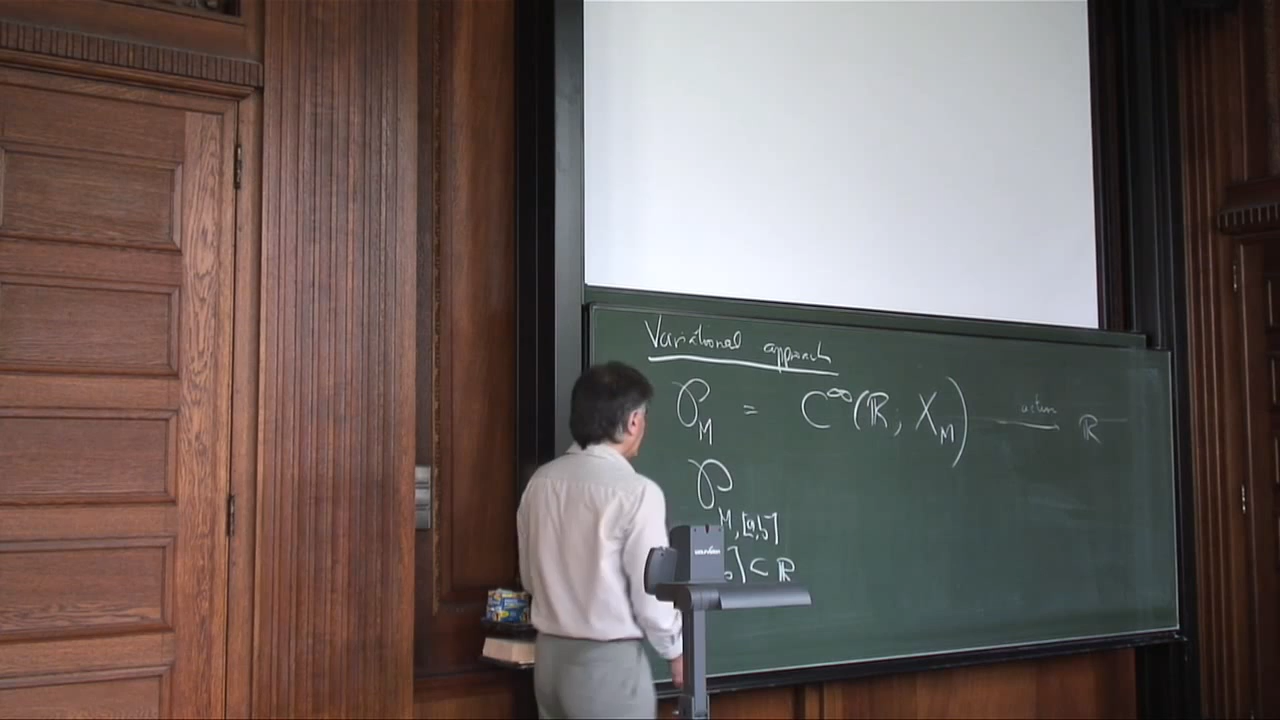 Variational approach
𝒫_M = C^∞(ℝ; X_M) ⟶ action ℝ
𝒫_M,[a,b]
b] ⊂ ℝ